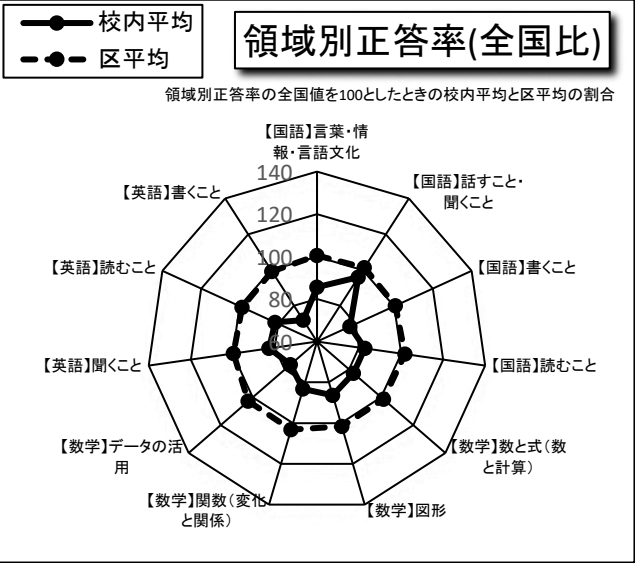 校内平均
区平均
領域別正答率(全国比)
領域別正答率の全国値を100としたときの校内平均と区平均の割合
【国語】言葉・情
報・言語文化
【国語】話すこと・
聞くこと
【国語】書くこと
【国語】読むこと
【数学】数と式(数
と計算)
【数学】図形
【数学】関数(変化
と関係)
【数学】データの活
用
【英語】聞くこと
【英語】読むこと
【英語】書くこと
140
120
100
80
60